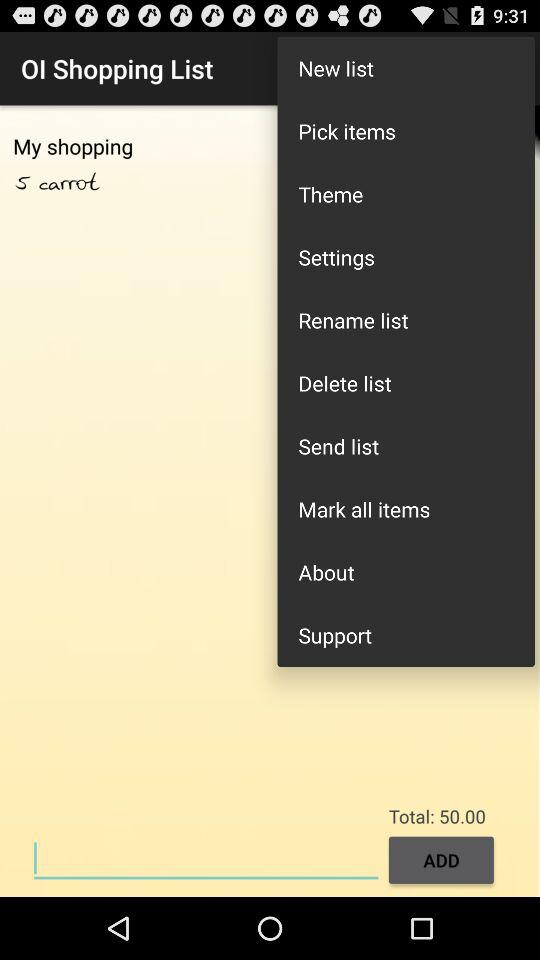 9:31
OI Shopping List
My shopping
5 carrot
New list
Pick items
Theme
Settings
Rename list
Delete list
Send list
Mark all items
About
Support
Total: 50.00
ADD